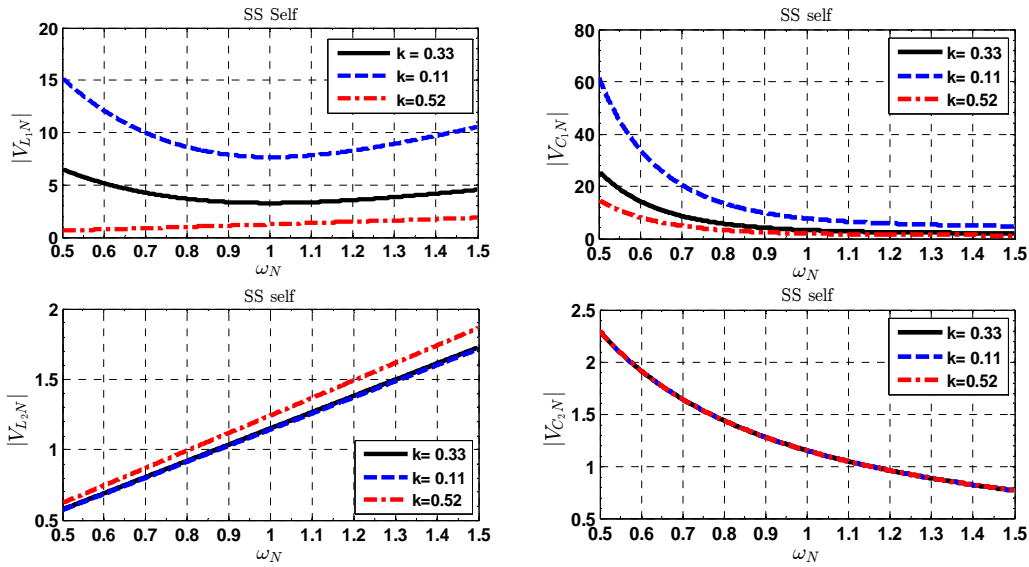 SS Self
|V_{L_1N}|
20
15
10
5
0
k = 0.33
k= 0.11
k=0.52
0.5 0.6 0.7 0.8 0.9 1 1.1 1.2 1.3 1.4 1.5
ω_N
SS self
|V_{C_1N}|
80
60
40
20
0
k= 0.33
k= 0.11
k=0.52
0.5 0.6 0.7 0.8 0.9 1 1.1 1.2 1.3 1.4 1.5
ω_N
SS self
|V_{L_2N}|
2
1.5
1
0.5
k= 0.33
k= 0.11
k=0.52
0.5 0.6 0.7 0.8 0.9 1 1.1 1.2 1.3 1.4 1.5
ω_N
SS self
|V_{C_2N}|
2.5
2
1.5
1
0.5
k= 0.33
k= 0.11
k=0.52
0.5 0.6 0.7 0.8 0.9 1 1.1 1.2 1.3 1.4 1.5
ω_N